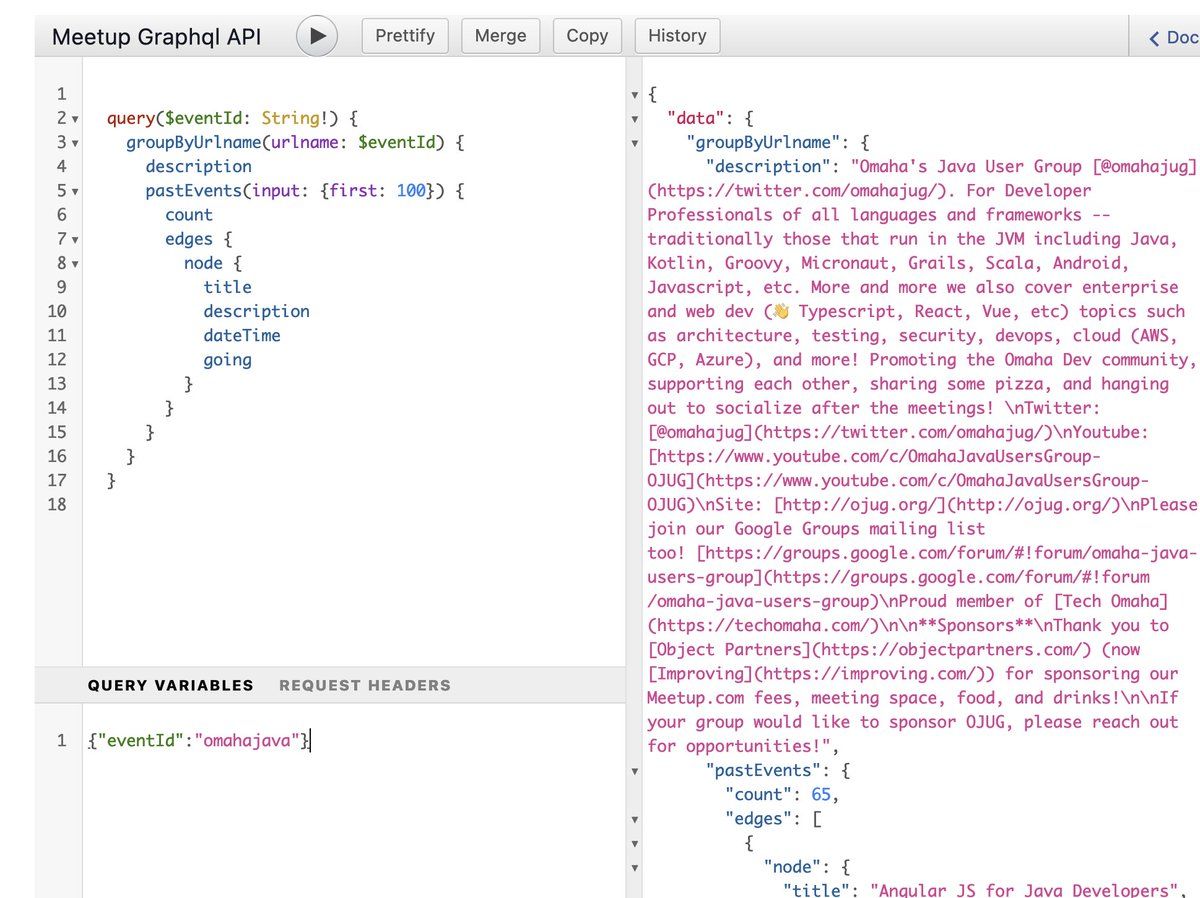 Meetup Graphql API
Prettify
Merge
Copy
History
Doc
1
2 query($eventId: String!) {
3 groupByUrlname(urlname: $eventId) {
4 description
5 pastEvents(input: {first: 100}) {
6 count
7 edges {
8 node {
9 title
10 description
11 dateTime
12 going
13 }
14 }
15 }
16 }
17 }
18
QUERY VARIABLES REQUEST HEADERS
1 {"eventId":"omahajava"}
{
"data": {
"groupByUrlname": {
"description": "Omaha's Java User Group [@omahajug]
(https://twitter.com/omahajug/). For Developer
Professionals of all languages and frameworks --
traditionally those that run in the JVM including Java,
Kotlin, Groovy, Micronaut, Grails, Scala, Android,
Javascript, etc. More and more we also cover enterprise
and web dev (👋 Typescript, React, Vue, etc) topics such
as architecture, testing, security, devops, cloud (AWS,
GCP, Azure), and more! Promoting the Omaha Dev community,
supporting each other, sharing some pizza, and hanging
out to socialize after the meetings! \nTwitter:
[@omahajug](https://twitter.com/omahajug/)\nYoutube:
[https://www.youtube.com/c/OmahaJavaUsersGroup-
OJUG](https://www.youtube.com/c/OmahaJavaUsersGroup-
OJUG)\nSite: [http://ojug.org/](http://ojug.org/)\nPlease
join our Google Groups mailing list
too! [https://groups.google.com/forum/#!forum/omaha-java-
users-group](https://groups.google.com/forum/#!forum
/omaha-java-users-group)\nProud member of [Tech Omaha]
(https://techomaha.com/)\n\n**Sponsors**\nThank you to
[Object Partners](https://objectpartners.com/) (now
[Improving](https://improving.com/)) for sponsoring our
Meetup.com fees, meeting space, food, and drinks!\n\nIf
your group would like to sponsor OJUG, please reach out
for opportunities!",
"pastEvents": {
"count": 65,
"edges": [
{
"node": {
"title": "Angular JS for Java Developers",